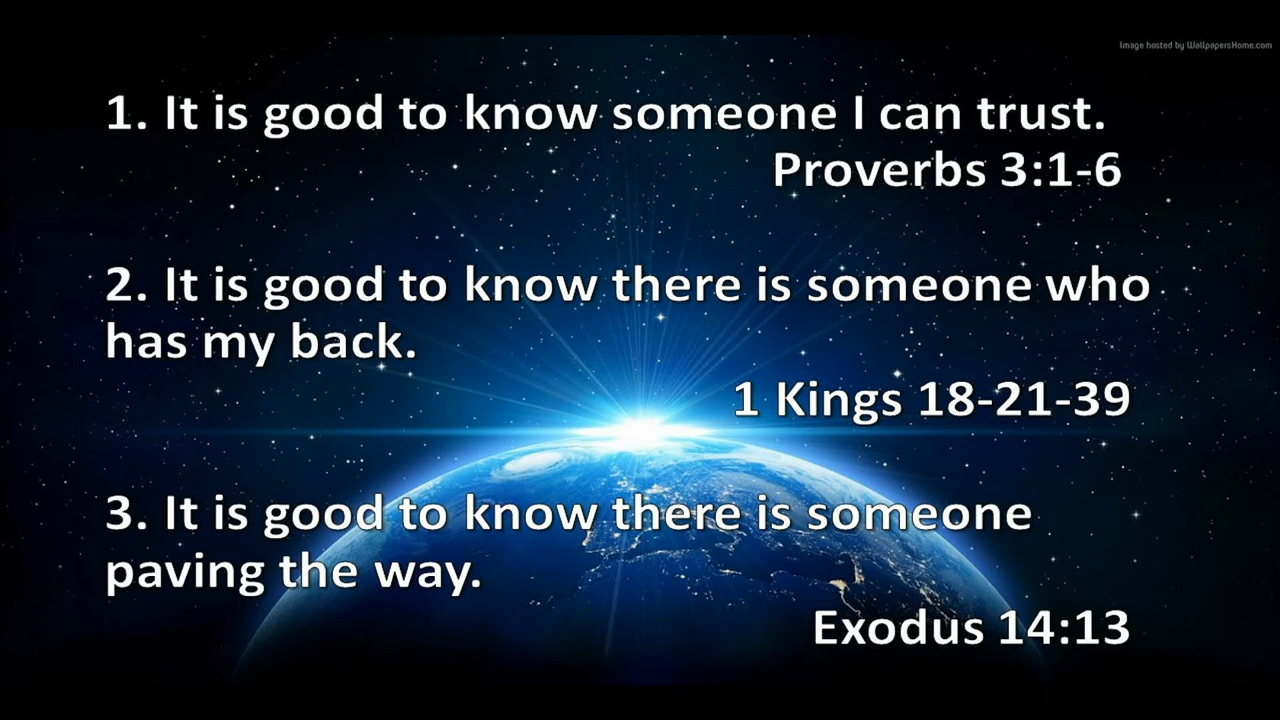 Image hosted by WallpapersHome.com
1. It is good to know someone I can trust.
Proverbs 3:1-6
2. It is good to know there is someone who
has my back.
1 Kings 18-21-39
3. It is good to know there is someone
paving the way.
Exodus 14:13